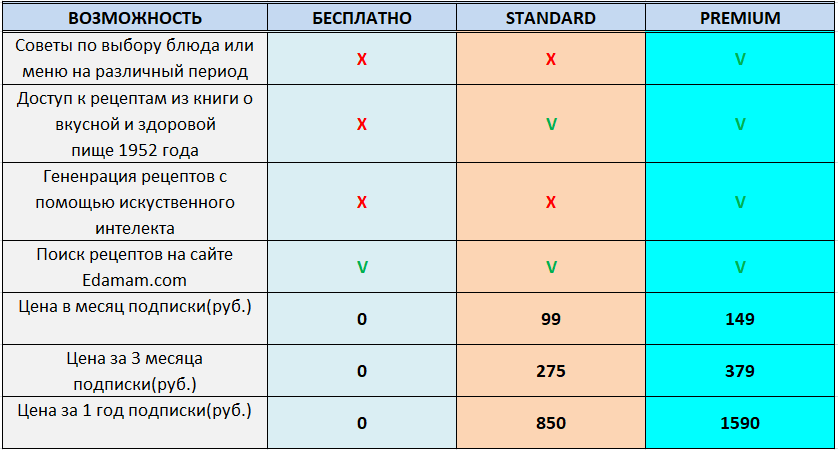 ВОЗМОЖНОСТЬ БЕСПЛАТНО STANDARD PREMIUM
Советы по выбору блюда или
меню на различный период
X X V
Доступ к рецептам из книги о
вкусной и здоровой
пище 1952 года
X V V
Гененрация рецептов с
помощью искуственного
интелекта
X X V
Поиск рецептов на сайте
Edamam.com
V V V
Цена в месяц подписки(руб.)
0 99 149
Цена за 3 месяца
подписки(руб.)
0 275 379
Цена за 1 год подписки(руб.)
0 850 1590